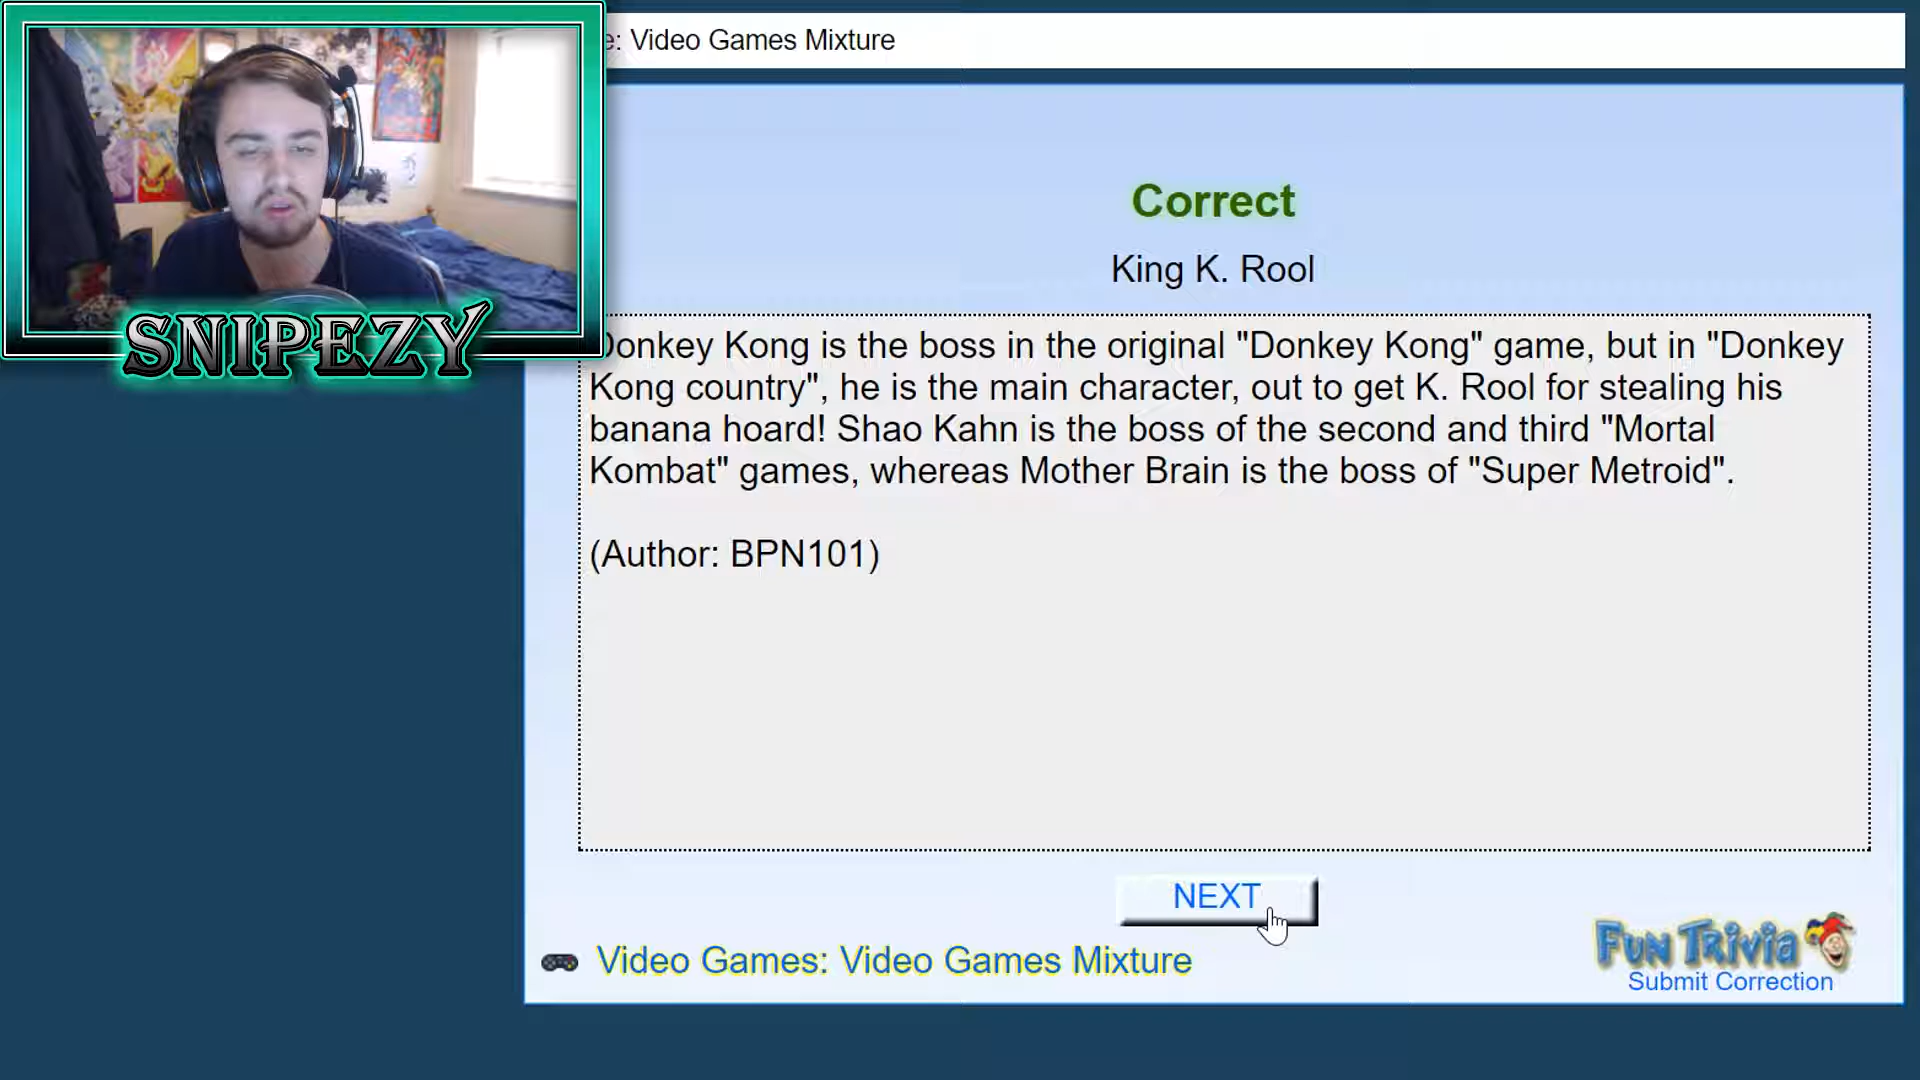 e: Video Games Mixture
SNIPEZY
Correct
King K. Rool
Donkey Kong is the boss in the original "Donkey Kong" game, but in "Donkey
Kong country", he is the main character, out to get K. Rool for stealing his
banana hoard! Shao Kahn is the boss of the second and third "Mortal
Kombat" games, whereas Mother Brain is the boss of "Super Metroid".
(Author: BPN101)
NEXT
Video Games: Video Games Mixture
FUN TRIVIA
Submit Correction